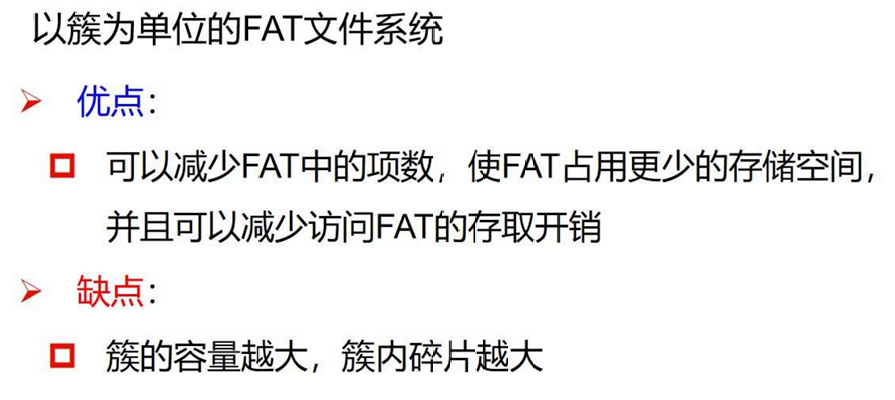 以簇为单位的FAT文件系统
优点：
可以减少FAT中的项数，使FAT占用更少的存储空间，
并且可以减少访问FAT的存取开销
缺点：
簇的容量越大，簇内碎片越大